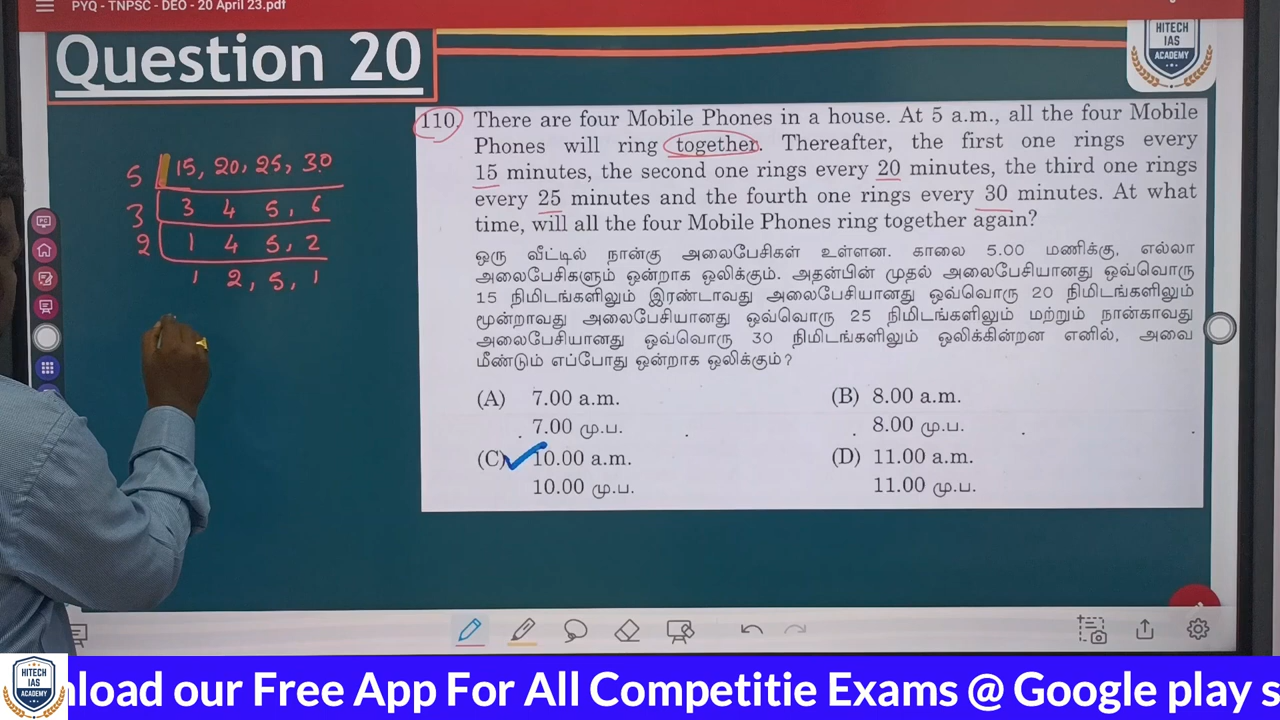 PYQ - TNPSC - DEO - 20 April 23.pdf
Question 20
HITECH
IAS
ACADEMY
110. There are four Mobile Phones in a house. At 5 a.m., all the four Mobile
Phones will ring together. Thereafter, the first one rings every
15 minutes, the second one rings every 20 minutes, the third one rings
every 25 minutes and the fourth one rings every 30 minutes. At what
time, will all the four Mobile Phones ring together again?
ஒரு வீட்டில் நான்கு அலைபேசிகள் உள்ளன. காலை 5.00 மணிக்கு, எல்லா
அலைபேசிகளும் ஒன்றாக ஒலிக்கும். அதன்பின் முதல் அலைபேசியானது ஒவ்வொரு
15 நிமிடங்களிலும் இரண்டாவது அலைபேசியானது ஒவ்வொரு 20 நிமிடங்களிலும்
மூன்றாவது அலைபேசியானது ஒவ்வொரு 25 நிமிடங்களிலும் மற்றும் நான்காவது
அலைபேசியானது ஒவ்வொரு 30 நிமிடங்களிலும் ஒலிக்கின்றன எனில், அவை
மீண்டும் எப்போது ஒன்றாக ஒலிக்கும்?
(A) 7.00 a.m.
7.00 மு.ப.
(B) 8.00 a.m.
8.00 மு.ப.
(C) 10.00 a.m.
10.00 மு.ப.
(D) 11.00 a.m.
11.00 மு.ப.
5 15, 20, 25, 30
3 3 4 5, 6
2 1 4 5, 2
1 2, 5, 1
HITECH
IAS
ACADEMY
nload our Free App For All Competitie Exams @ Google play s